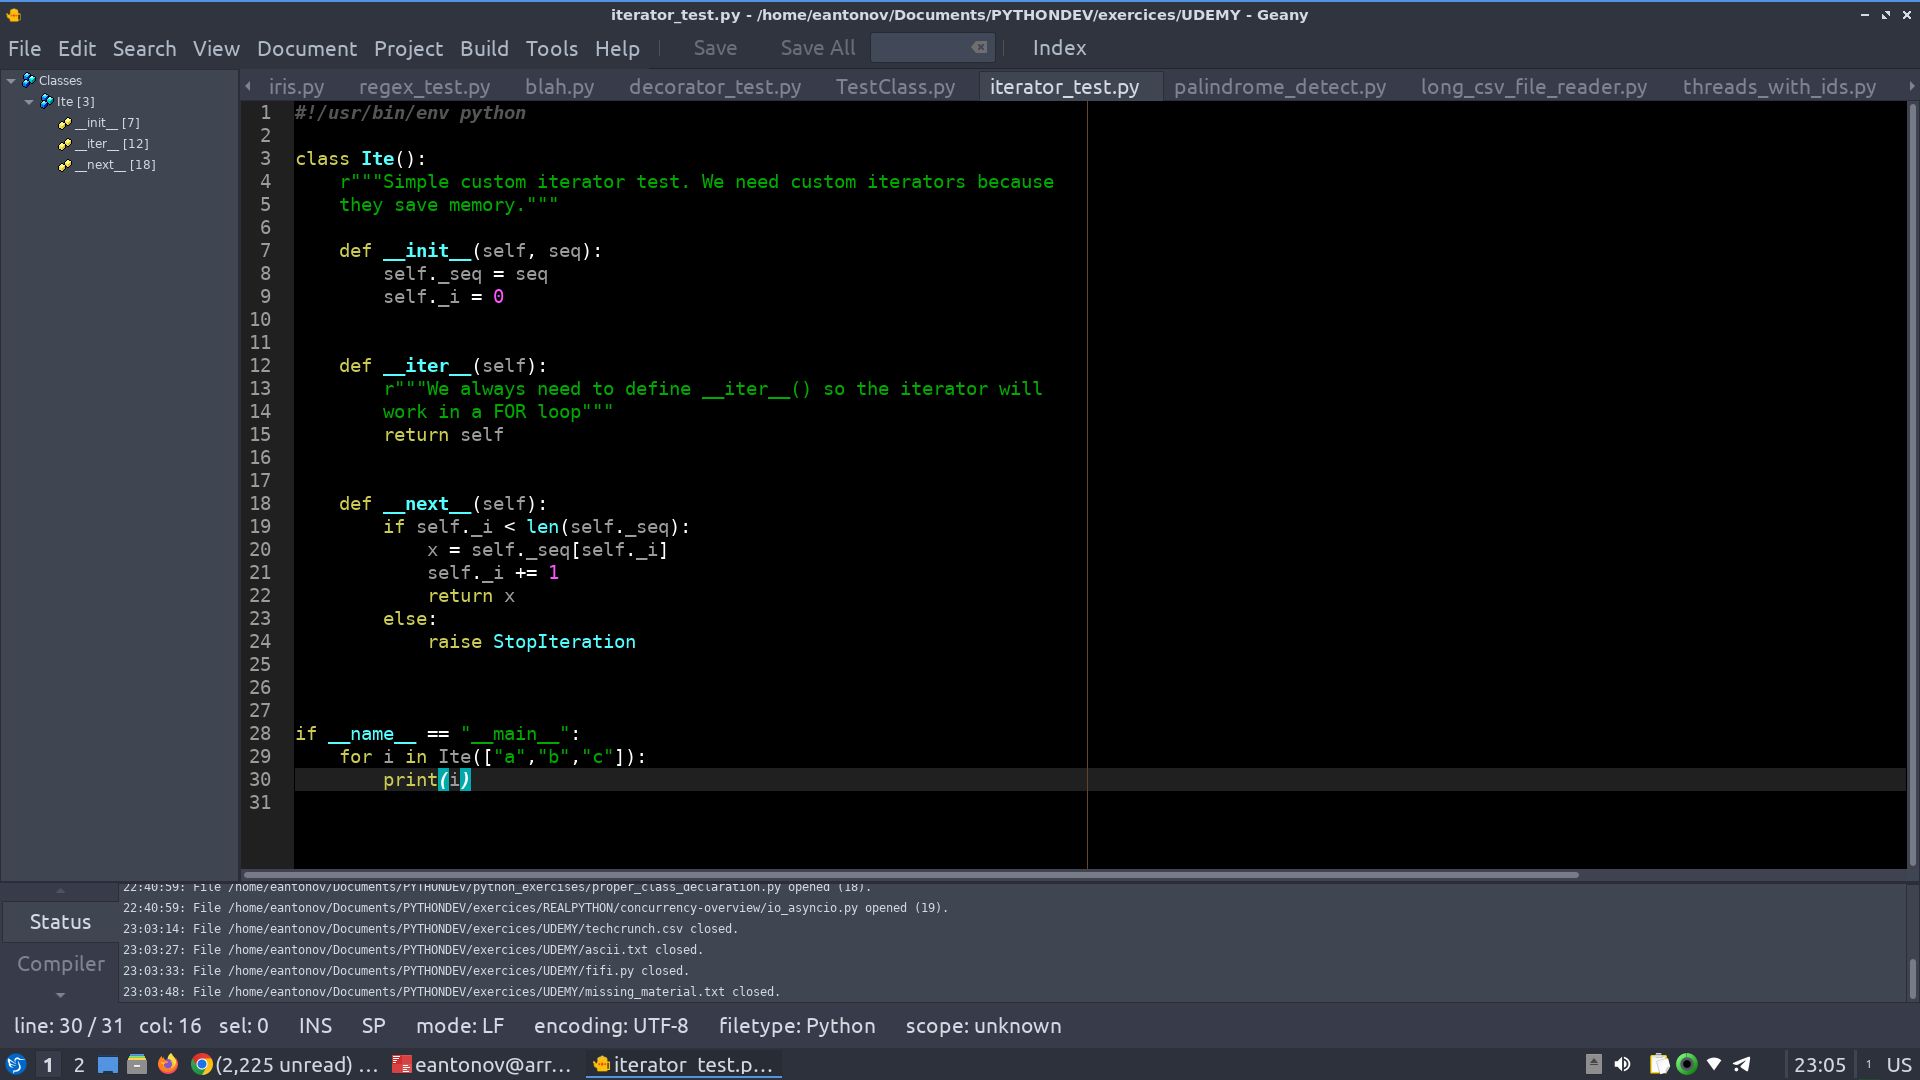 iterator_test.py - /home/eantonov/Documents/PYTHONDEV/exercices/UDEMY - Geany
File Edit Search View Document Project Build Tools Help Save Save All Index
Classes
Ite [3]
__init__ [7]
__iter__ [12]
__next__ [18]
iris.py regex_test.py blah.py decorator_test.py TestClass.py iterator_test.py palindrome_detect.py long_csv_file_reader.py threads_with_ids.py
1 #!/usr/bin/env python
2
3 class Ite():
4     r"""Simple custom iterator test. We need custom iterators because
5     they save memory."""
6
7     def __init__(self, seq):
8         self._seq = seq
9         self._i = 0
10
11
12     def __iter__(self):
13         r"""We always need to define __iter__() so the iterator will
14         work in a FOR loop"""
15         return self
16
17
18     def __next__(self):
19         if self._i < len(self._seq):
20             x = self._seq[self._i]
21             self._i += 1
22             return x
23         else:
24             raise StopIteration
25
26
27
28 if __name__ == "__main__":
29     for i in Ite(["a","b","c"]):
30         print(i)
31
Status
Compiler
22:40:59: File /home/eantonov/Documents/PYTHONDEV/python_exercises/proper_class_declaration.py opened (18).
22:40:59: File /home/eantonov/Documents/PYTHONDEV/exercices/REALPYTHON/concurrency-overview/io_asyncio.py opened (19).
23:03:14: File /home/eantonov/Documents/PYTHONDEV/exercices/UDEMY/techcrunch.csv closed.
23:03:27: File /home/eantonov/Documents/PYTHONDEV/exercices/UDEMY/ascii.txt closed.
23:03:33: File /home/eantonov/Documents/PYTHONDEV/exercices/UDEMY/fifi.py closed.
23:03:48: File /home/eantonov/Documents/PYTHONDEV/exercices/UDEMY/missing_material.txt closed.
line: 30 / 31 col: 16 sel: 0 INS SP mode: LF encoding: UTF-8 filetype: Python scope: unknown
1 2 (2,225 unread) ... eantonov@arr... iterator_test.p... 23:05 1 US